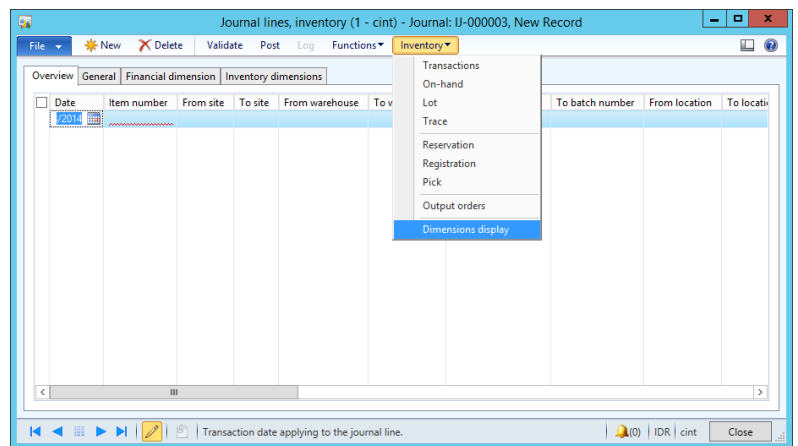 Journal lines, inventory (1 - cint) - Journal: IJ-000003, New Record
File New Delete Validate Post Log Functions Inventory
Transactions
On-hand
Lot
Trace
Reservation
Registration
Pick
Output orders
Dimensions display
Overview General Financial dimension Inventory dimensions
Date Item number From site To site From warehouse To w To batch number From location To locatio
/2014
Transaction date applying to the journal line.
(0) IDR cint Close